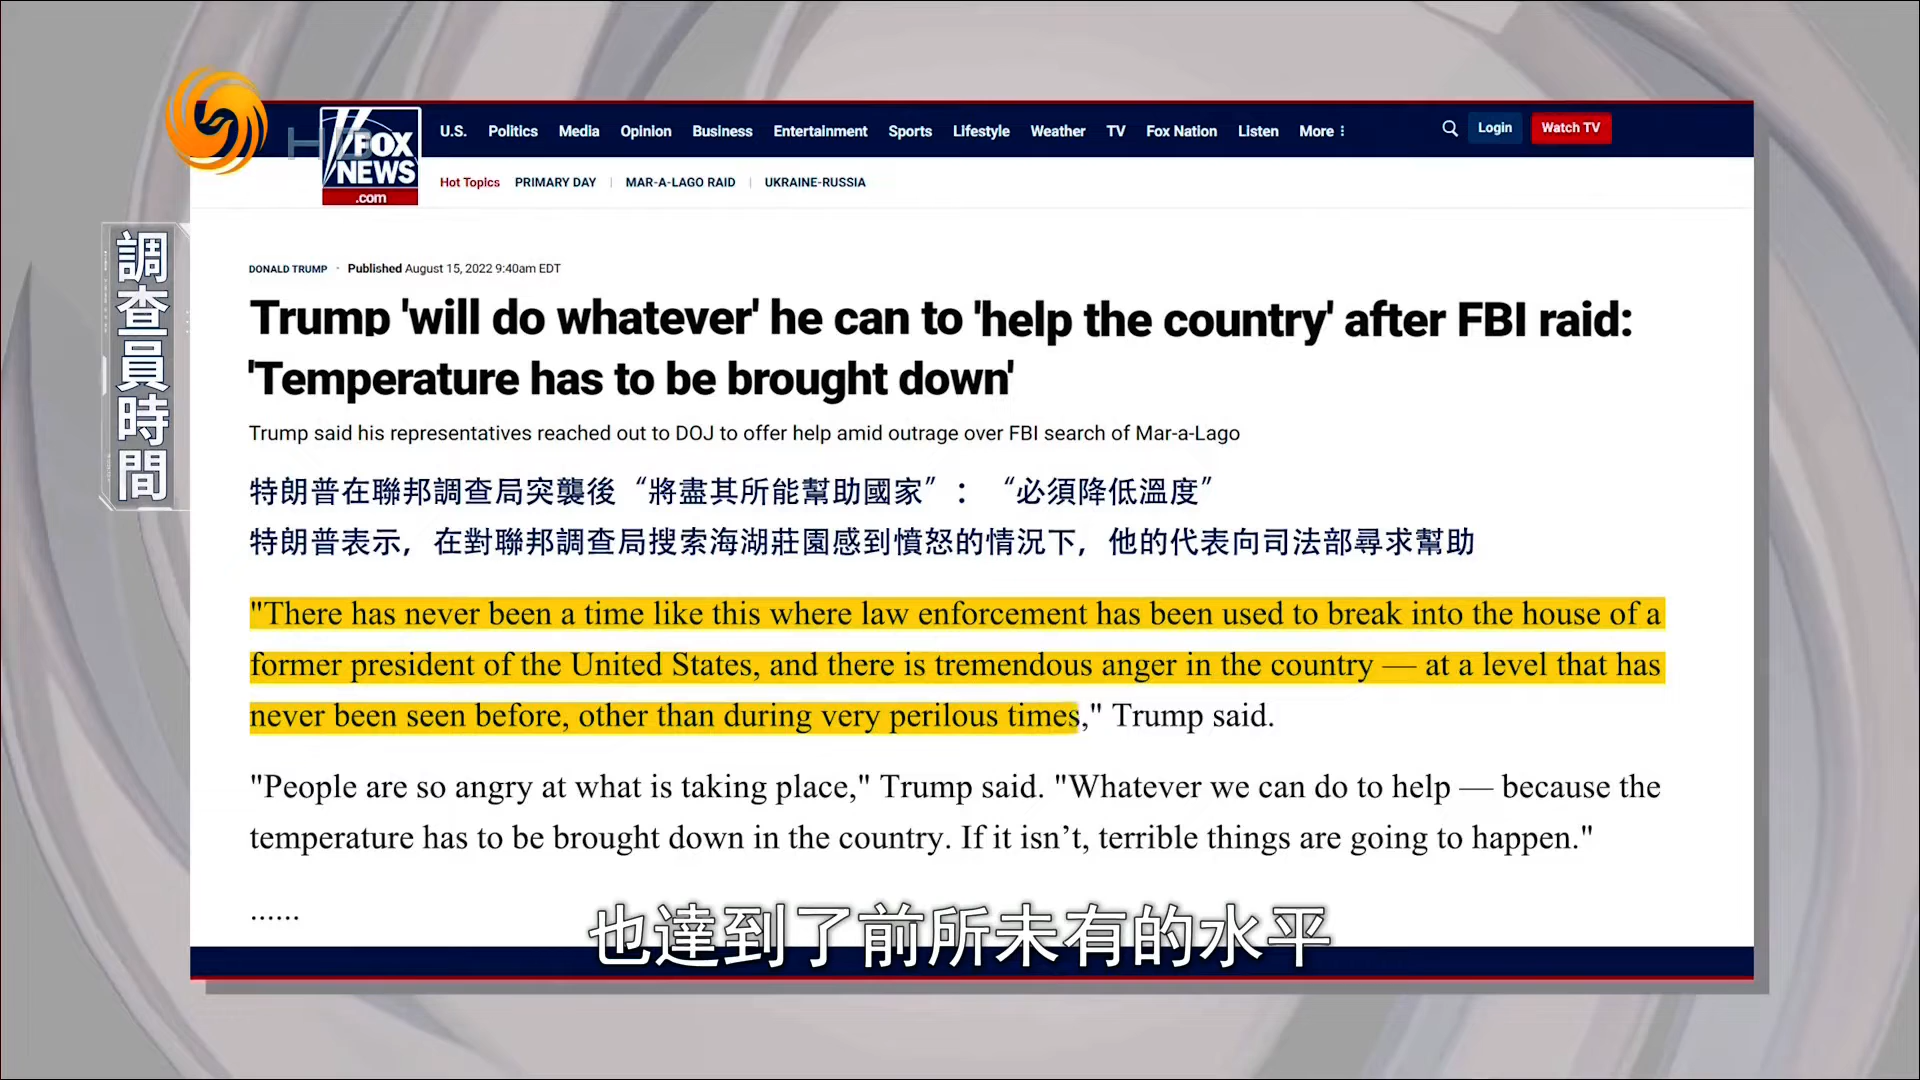 HD
FOX
NEWS
.com
U.S. Politics Media Opinion Business Entertainment Sports Lifestyle Weather TV Fox Nation Listen More Login Watch TV
Hot Topics PRIMARY DAY | MAR-A-LAGO RAID | UKRAINE-RUSSIA
調查員時間
DONALD TRUMP · Published August 15, 2022 9:40am EDT
Trump 'will do whatever' he can to 'help the country' after FBI raid:
'Temperature has to be brought down'
Trump said his representatives reached out to DOJ to offer help amid outrage over FBI search of Mar-a-Lago
特朗普在聯邦調查局突襲後“將盡其所能幫助國家”：“必須降低溫度”
特朗普表示，在對聯邦調查局搜索海湖莊園感到憤怒的情況下，他的代表向司法部尋求幫助
"There has never been a time like this where law enforcement has been used to break into the house of a
former president of the United States, and there is tremendous anger in the country — at a level that has
never been seen before, other than during very perilous times," Trump said.
"People are so angry at what is taking place," Trump said. "Whatever we can do to help — because the
temperature has to be brought down in the country. If it isn’t, terrible things are going to happen."
......
也達到了前所未有的水平